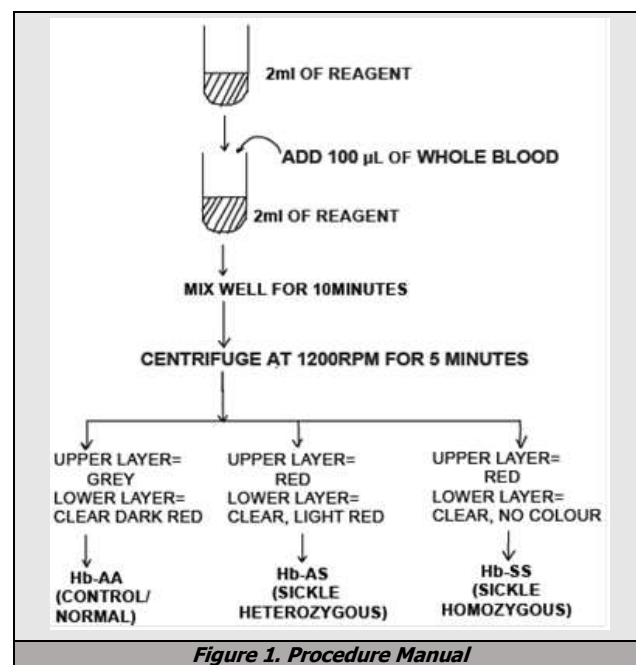 2ml OF REAGENT
ADD 100 µL OF WHOLE BLOOD
2ml OF REAGENT
MIX WELL FOR 10MINUTES
CENTRIFUGE AT 1200RPM FOR 5 MINUTES
UPPER LAYER=
GREY
LOWER LAYER=
CLEAR DARK RED
Hb-AA
(CONTROL/
NORMAL)
UPPER LAYER=
RED
LOWER LAYER=
CLEAR, LIGHT RED
Hb-AS
(SICKLE
HETEROZYGOUS)
UPPER LAYER=
RED
LOWER LAYER=
CLEAR, NO COLOUR
Hb-SS
(SICKLE
HOMOZYGOUS)
Figure 1. Procedure Manual